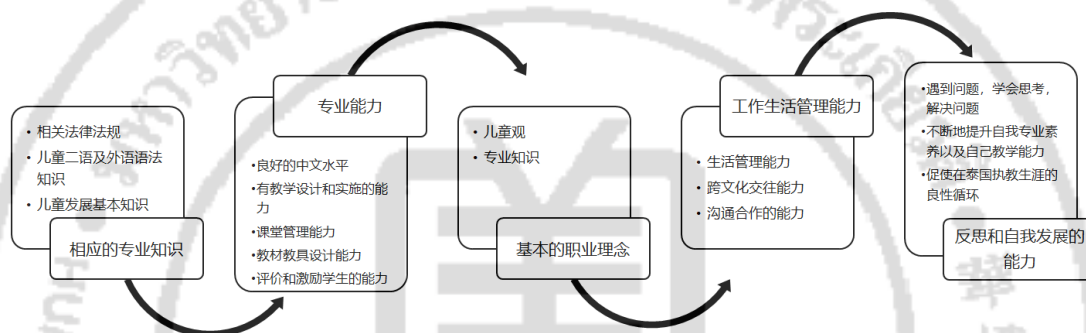 相关法律法规
儿童二语及外语语法
知识
儿童发展基本知识
相应的专业知识
专业能力
良好的中文水平
有教学设计和实施的能
力
课堂管理能力
教材教具设计能力
评价和激励学生的能力
儿童观
专业知识
基本的职业理念
工作生活管理能力
生活管理能力
跨文化交往能力
沟通合作的能力
遇到问题，学会思考，
解决问题
不断地提升自我专业素
养以及自己教学能力
促使在泰国执教生涯的
良性循环
反思和自我发展的
能力